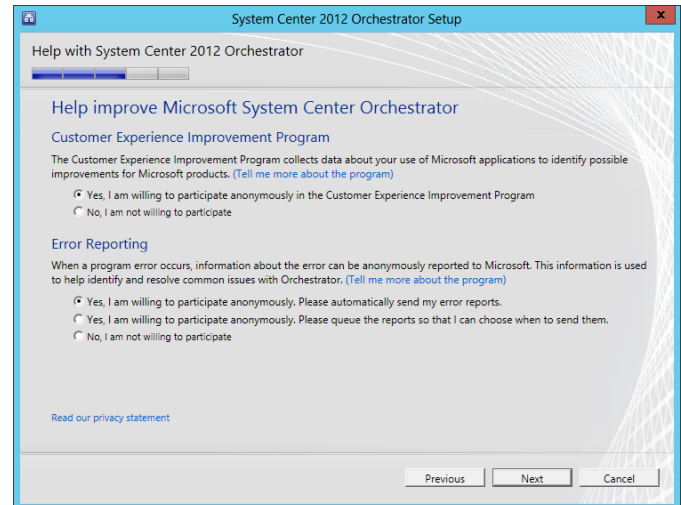 System Center 2012 Orchestrator Setup
x
Help with System Center 2012 Orchestrator
Help improve Microsoft System Center Orchestrator
Customer Experience Improvement Program
The Customer Experience Improvement Program collects data about your use of Microsoft applications to identify possible
improvements for Microsoft products. (Tell me more about the program)
Yes, I am willing to participate anonymously in the Customer Experience Improvement Program
No, I am not willing to participate
Error Reporting
When a program error occurs, information about the error can be anonymously reported to Microsoft. This information is used
to help identify and resolve common issues with Orchestrator. (Tell me more about the program)
Yes, I am willing to participate anonymously. Please automatically send my error reports.
Yes, I am willing to participate anonymously. Please queue the reports so that I can choose when to send them.
No, I am not willing to participate
Read our privacy statement
Previous Next Cancel